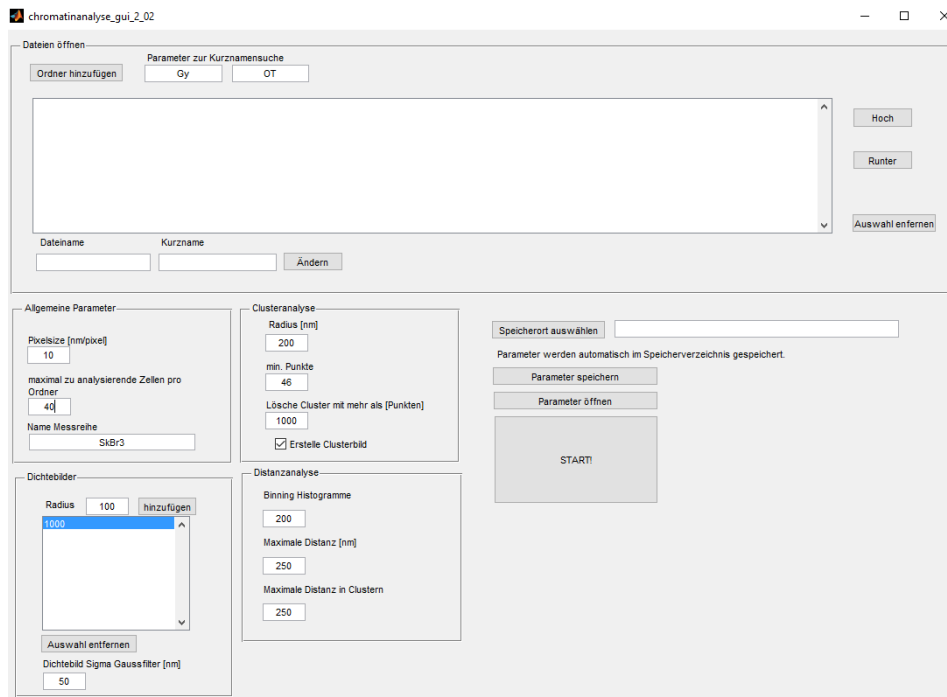 chromatinanalyse_gui_2_02
Dateien öffnen
Parameter zur Kurznamensuche
Ordner hinzufügen
Gy
OT
Hoch
Runter
Auswahl enfernen
Dateiname
Kurzname
Ändern
Allgemeine Parameter
Pixelsize [nm/pixel]
10
maximal zu analysierende Zellen pro
Ordner
40
Name Messreihe
SkBr3
Clusteranalyse
Radius [nm]
200
min. Punkte
46
Lösche Cluster mit mehr als [Punkten]
1000
Erstelle Clusterbild
Speicherort auswählen
Parameter werden automatisch im Speicherverzeichnis gespeichert.
Parameter speichern
Parameter öffnen
START!
Dichtebilder
Radius
100
hinzufügen
1000
Auswahl entfernen
Dichtebild Sigma Gaussfilter [nm]
50
Distanzanalyse
Binning Histogramme
200
Maximale Distanz [nm]
250
Maximale Distanz in Clustern
250